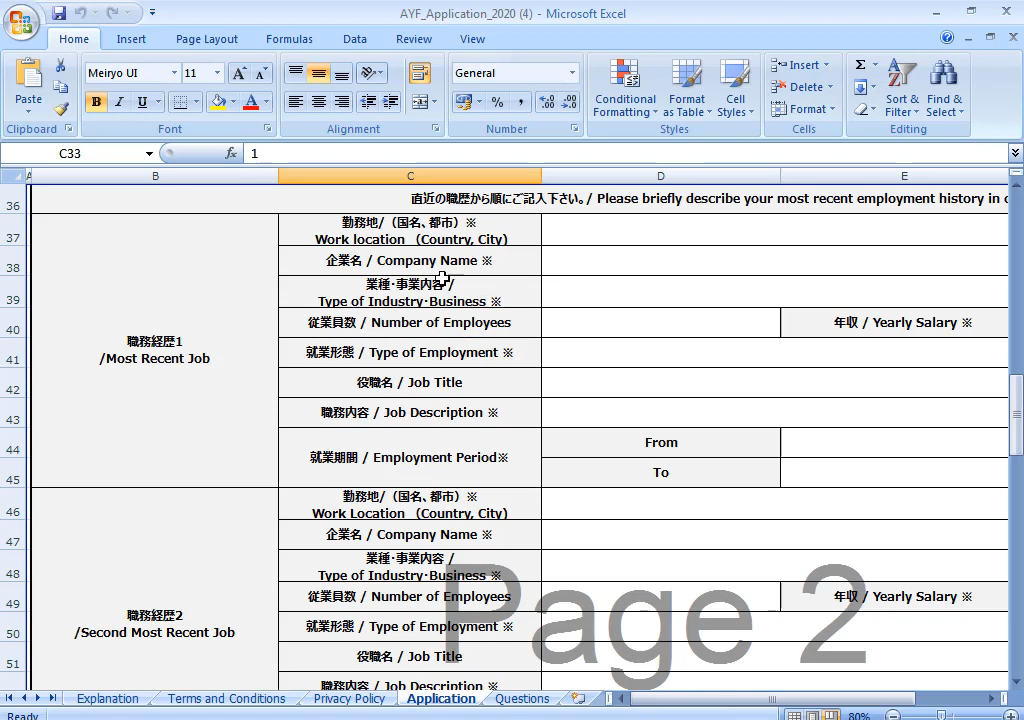 AYF_Application_2020 (4) - Microsoft Excel
Home Insert Page Layout Formulas Data Review View
Meiryo UI 11 General
Paste B I U % , Conditional Formatting Format as Table Cell Styles Insert Delete Format Σ Sort & Filter Find & Select
Clipboard Font Alignment Number Styles Cells Editing
C33 fx 1
A B C D E
36 直近の職歴から順にご記入下さい。/ Please briefly describe your most recent employment history in
37 勤務地/（国名、都市）※
Work location （Country, City)
38 企業名 / Company Name ※
39 業種･事業内容 /
Type of Industry･Business ※
40 従業員数 / Number of Employees 年収 / Yearly Salary ※
職務経歴1
/Most Recent Job
41 就業形態 / Type of Employment ※
42 役職名 / Job Title
43 職務内容 / Job Description ※
44 From
就業期間 / Employment Period※
45 To
46 勤務地/（国名、都市）※
Work Location （Country, City)
47 企業名 / Company Name ※
48 業種･事業内容 /
Type of Industry･Business ※
49 従業員数 / Number of Employees 年収 / Yearly Salary ※
職務経歴2
/Second Most Recent Job
50 就業形態 / Type of Employment ※
51 役職名 / Job Title
職務内容 / Job Description ※
Page 2
Explanation Terms and Conditions Privacy Policy Application Questions
Ready 80%